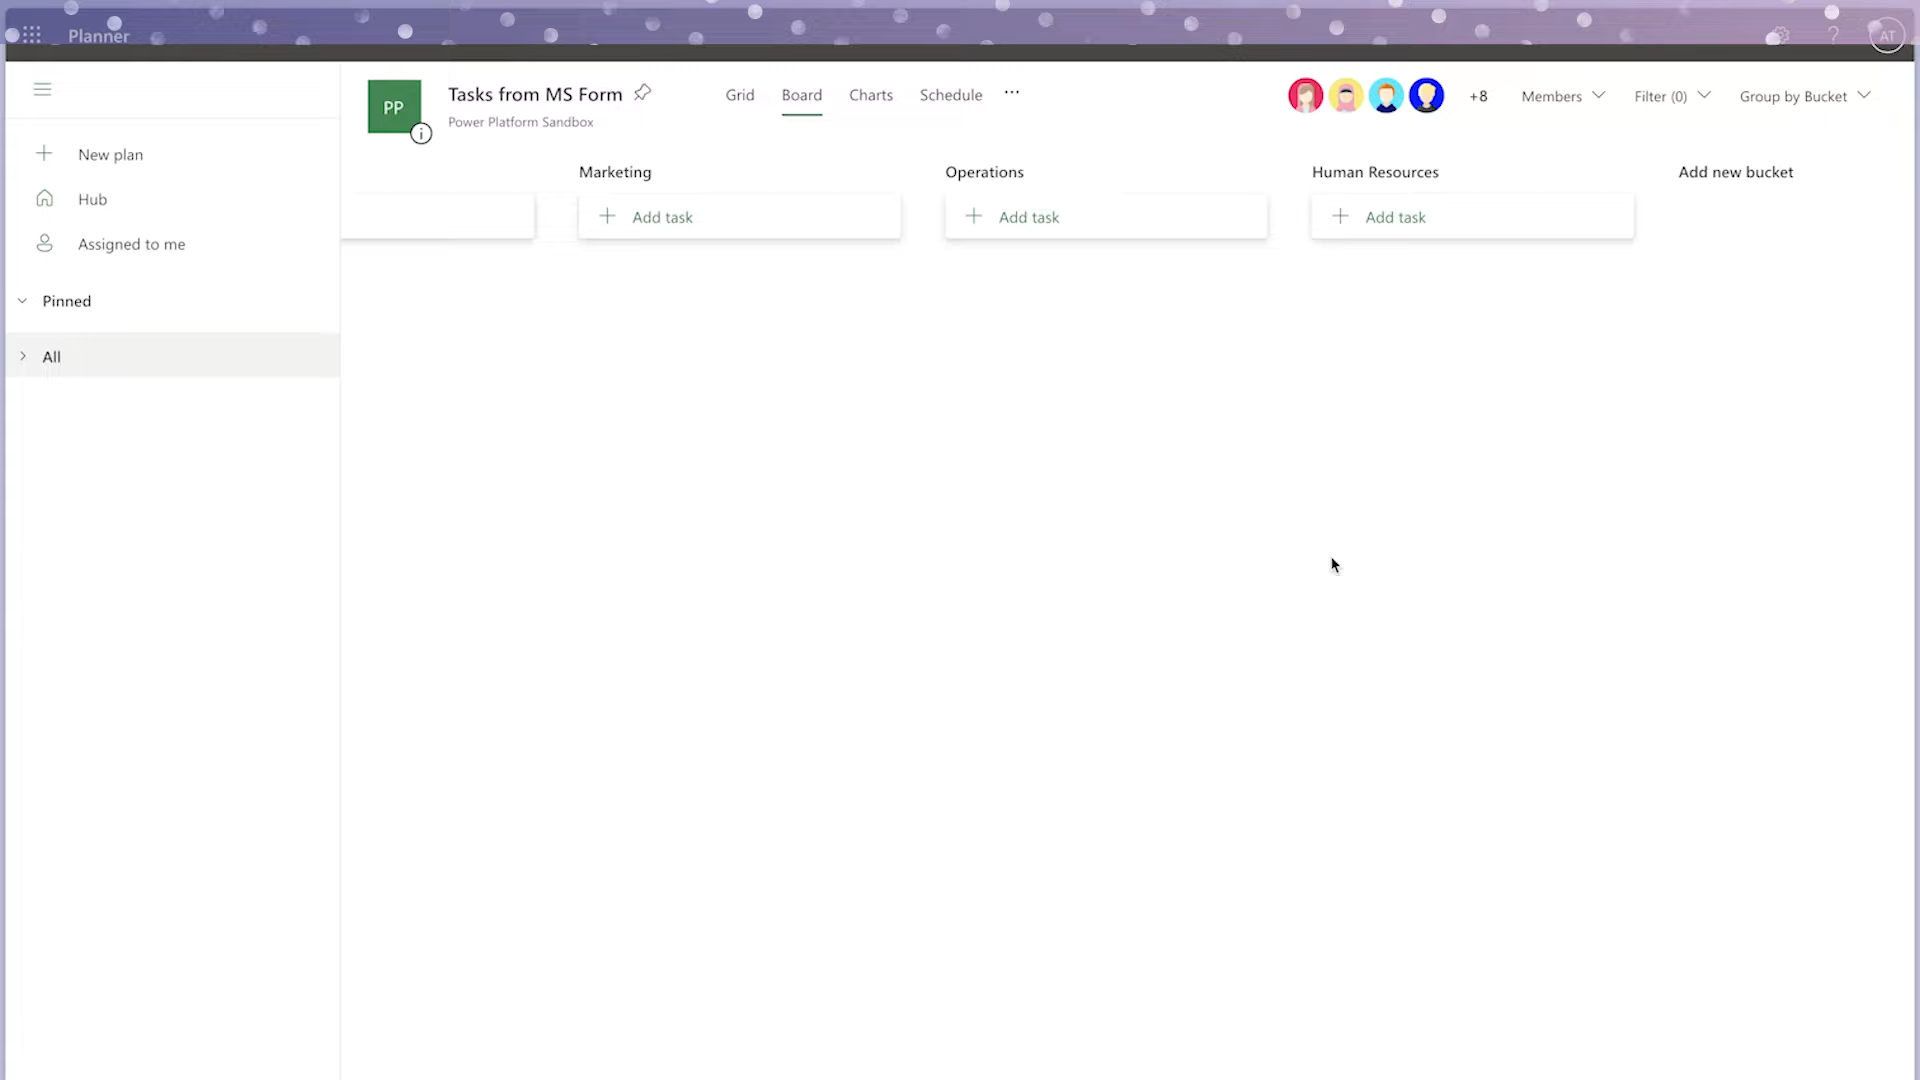 Planner
?
AT
PP
i
Tasks from MS Form
Power Platform Sandbox
Grid
Board
Charts
Schedule
...
+8
Members
Filter (0)
Group by Bucket
New plan
Hub
Assigned to me
Pinned
All
Marketing
Operations
Human Resources
Add new bucket
Add task
Add task
Add task